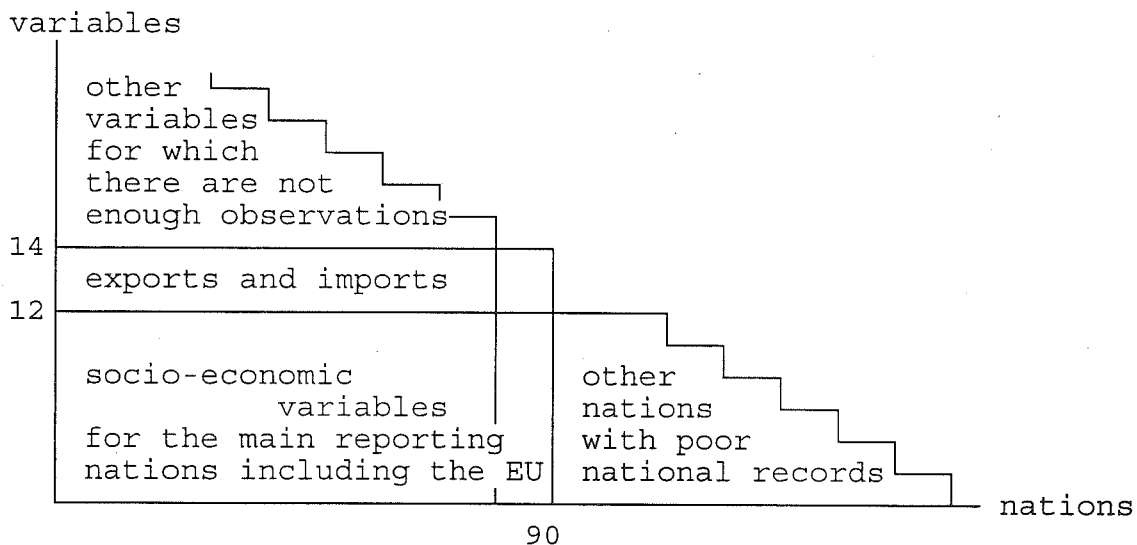 variables
other
variables
for which
there are not
enough observations
14
exports and imports
12
socio-economic
variables
for the main reporting
nations including the EU
other
nations
with poor
national records
nations
90